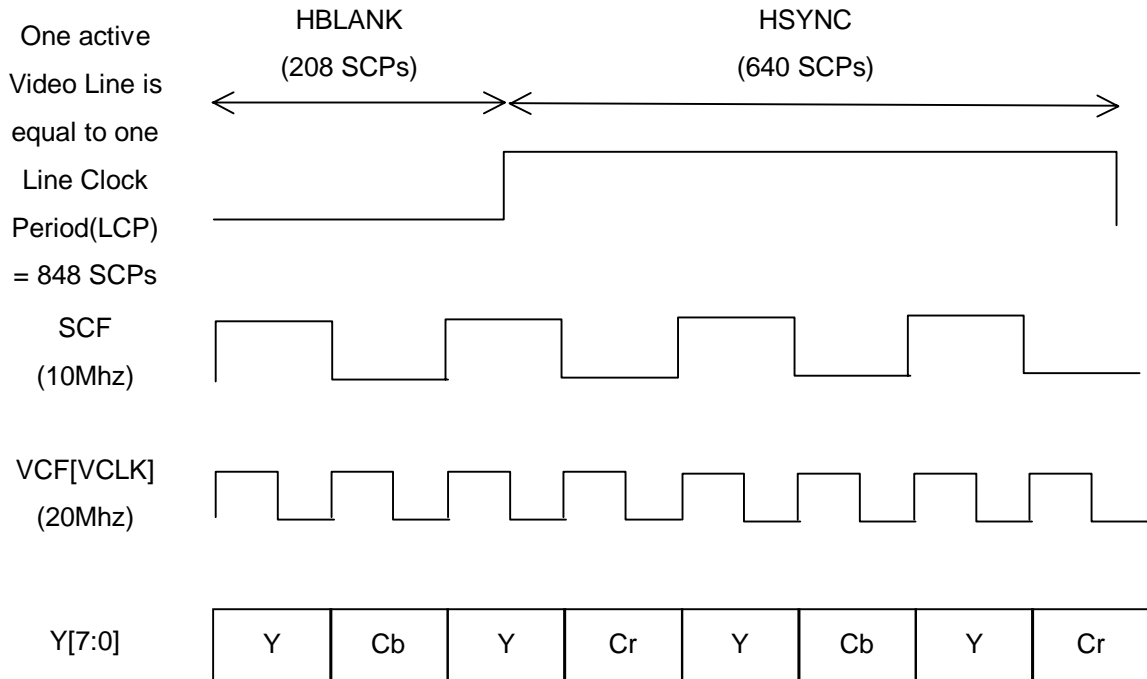 One active
Video Line is
equal to one
Line Clock
Period(LCP)
= 848 SCPs
HBLANK
(208 SCPs)
HSYNC
(640 SCPs)
SCF
(10Mhz)
VCF[VCLK]
(20Mhz)
Y[7:0]
Y Cb Y Cr Y Cb Y Cr